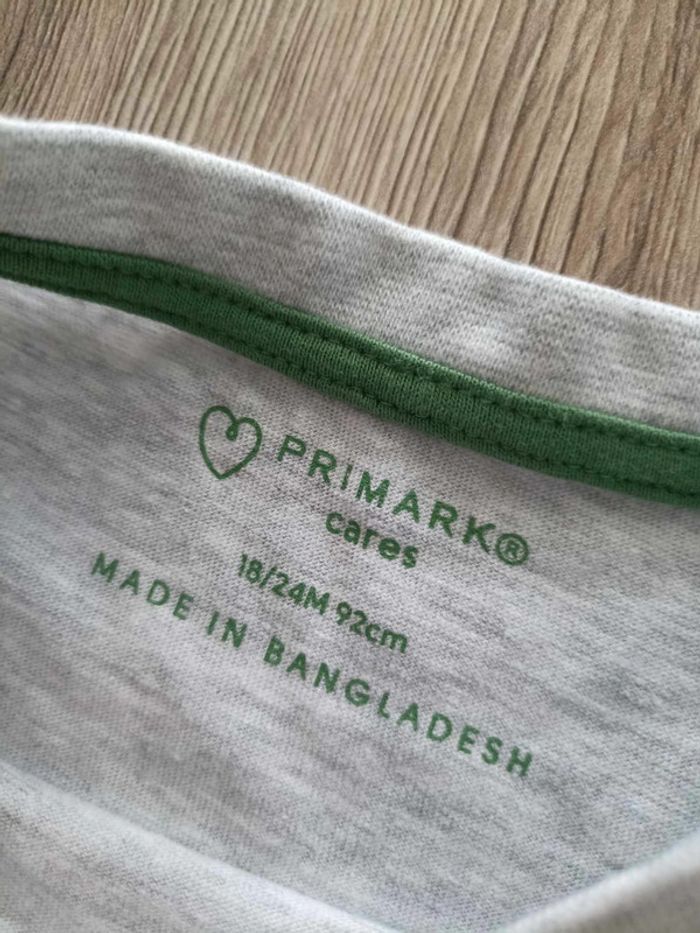 PRIMARK®
cares
18/24M 92cm
MADE IN BANGLADESH